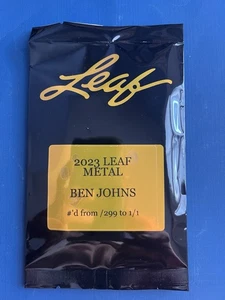 Leaf
2023 LEAF
METAL
BEN JOHNS
#'d from /299 to 1/1